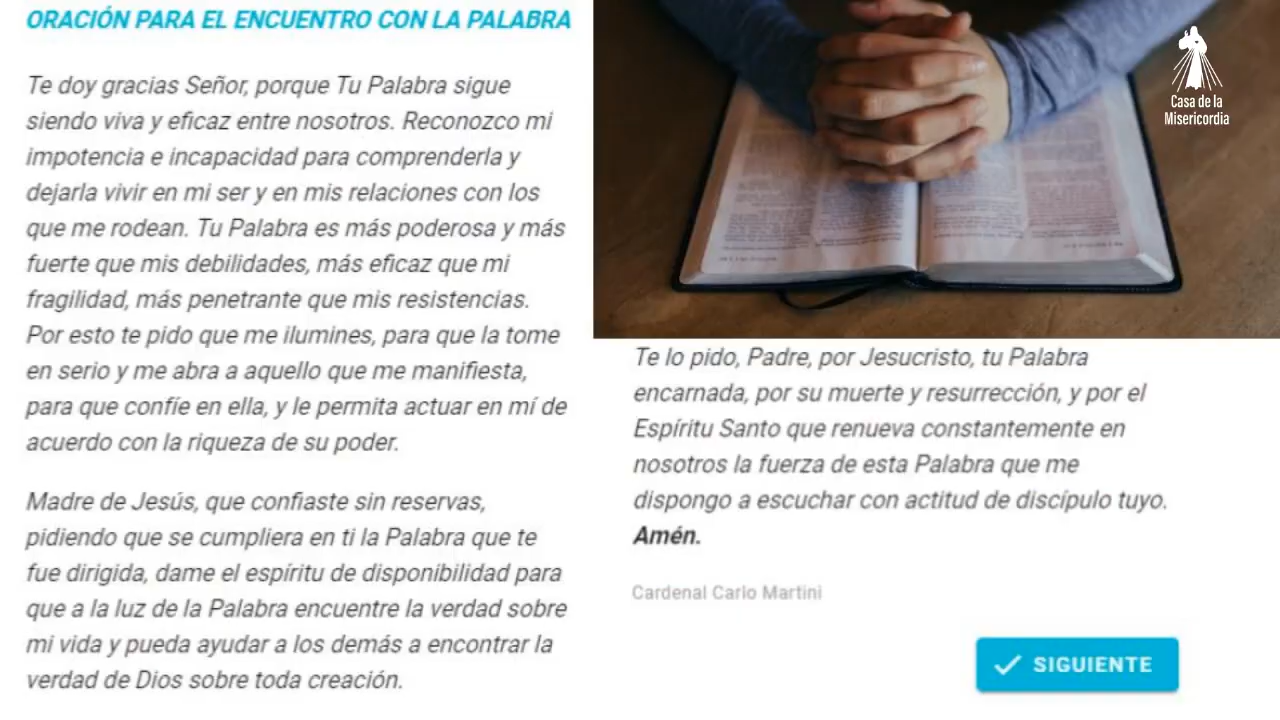 ORACIÓN PARA EL ENCUENTRO CON LA PALABRA
Te doy gracias Señor, porque Tu Palabra sigue
siendo viva y eficaz entre nosotros. Reconozco mi
impotencia e incapacidad para comprenderla y
dejarla vivir en mi ser y en mis relaciones con los
que me rodean. Tu Palabra es más poderosa y más
fuerte que mis debilidades, más eficaz que mi
fragilidad, más penetrante que mis resistencias.
Por esto te pido que me ilumines, para que la tome
en serio y me abra a aquello que me manifiesta,
para que confíe en ella, y le permita actuar en mí de
acuerdo con la riqueza de su poder.
Madre de Jesús, que confiaste sin reservas,
pidiendo que se cumpliera en ti la Palabra que te
fue dirigida, dame el espíritu de disponibilidad para
que a la luz de la Palabra encuentre la verdad sobre
mi vida y pueda ayudar a los demás a encontrar la
verdad de Dios sobre toda creación.
Casa de la
Misericordia
Te lo pido, Padre, por Jesucristo, tu Palabra
encarnada, por su muerte y resurrección, y por el
Espíritu Santo que renueva constantemente en
nosotros la fuerza de esta Palabra que me
dispongo a escuchar con actitud de discípulo tuyo.
Amén.
Cardenal Carlo Martini
SIGUIENTE